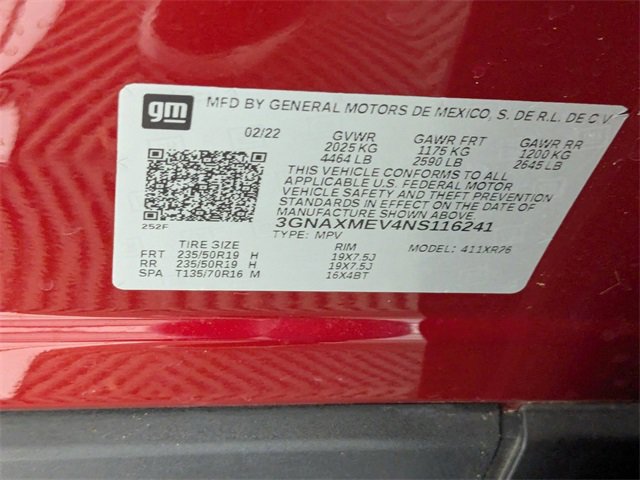 gm
MFD BY GENERAL MOTORS DE MEXICO, S. DE R.L. DE C V
02/22 GVWR GAWR FRT GAWR RR
2025 KG 1175 KG 1200 KG
4464 LB 2590 LB 2645 LB
THIS VEHICLE CONFORMS TO ALL
APPLICABLE U.S. FEDERAL MOTOR
VEHICLE SAFETY AND THEFT PREVENTION
STANDARDS IN EFFECT ON THE DATE OF
MANUFACTURE SHOWN ABOVE.
252F 3GNAXMEV4NS116241
TYPE: MPV MODEL: 411XR26
TIRE SIZE RIM
FRT 235/50R19 H 19X7.5J
RR 235/50R19 H 19X7.5J
SPA T135/70R16 M 16X4BT